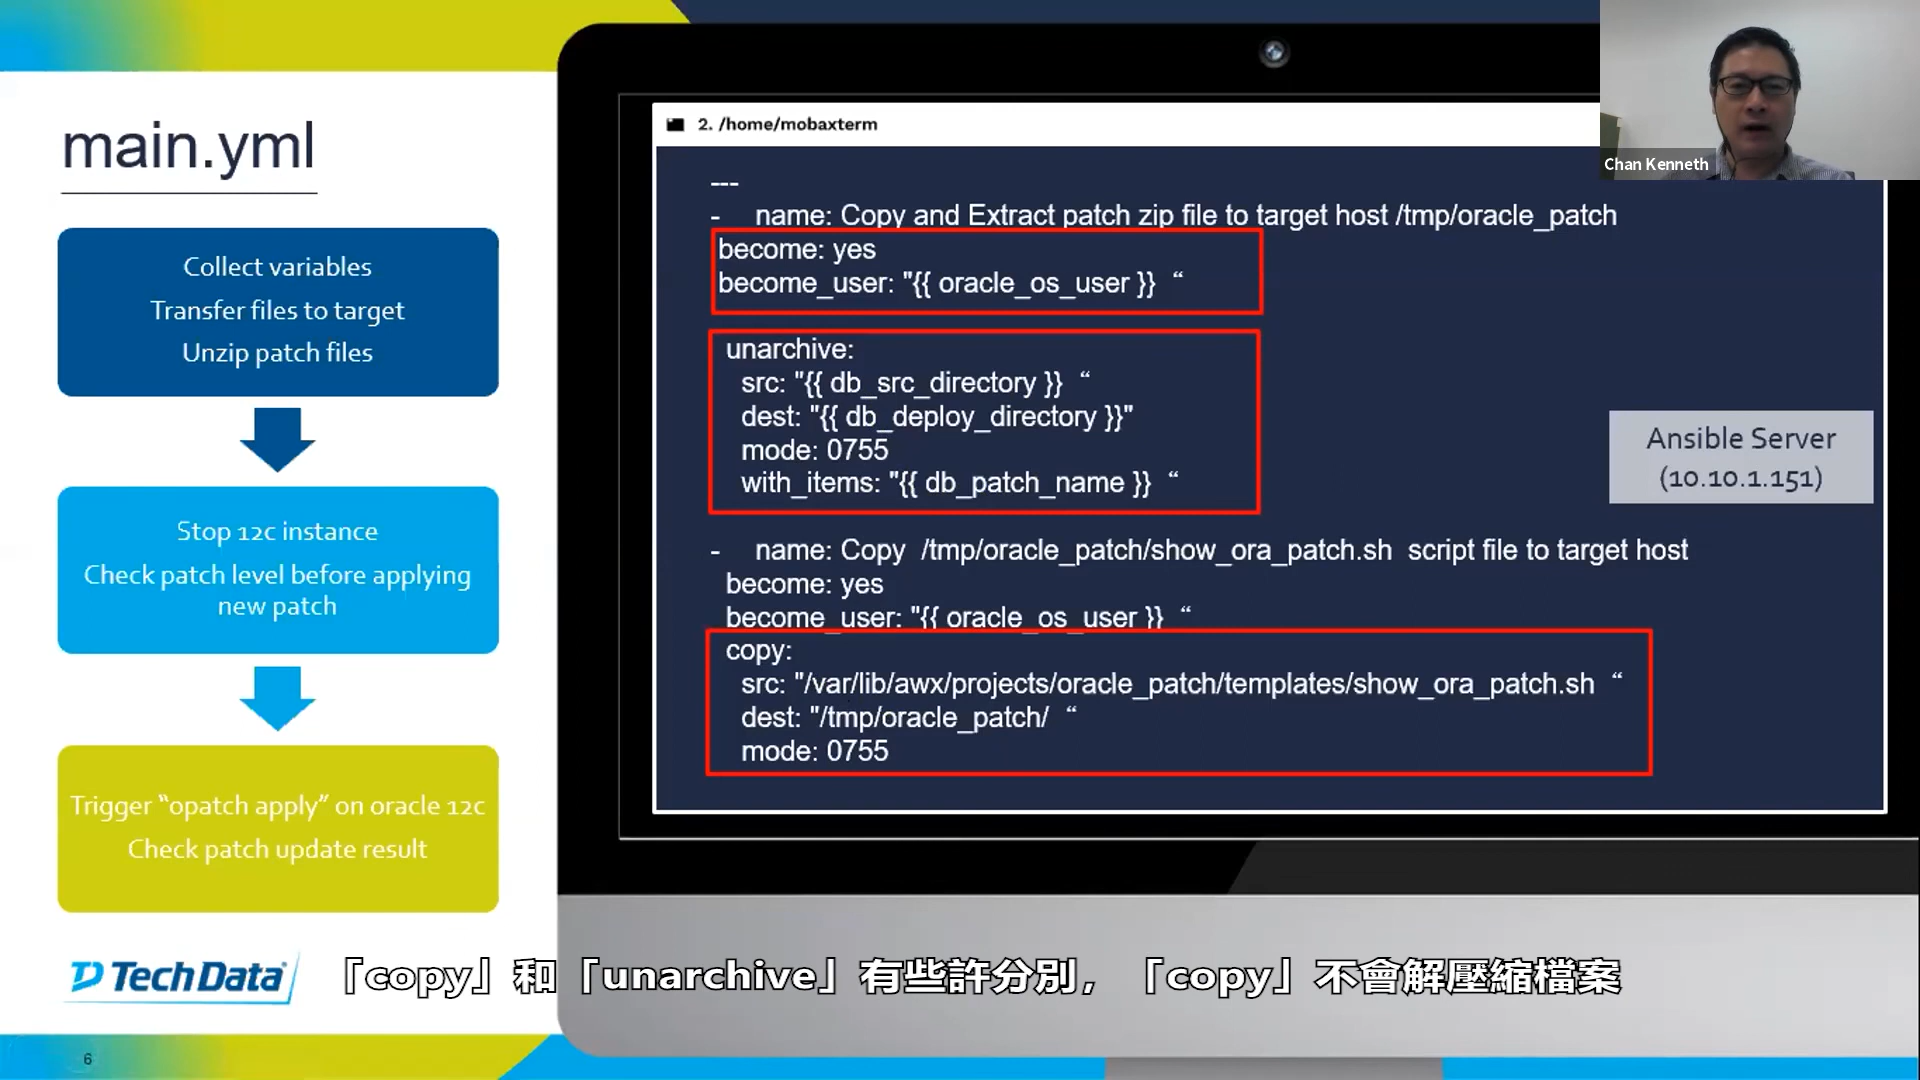 main.yml
Collect variables
Transfer files to target
Unzip patch files
Stop 12c instance
Check patch level before applying
new patch
Trigger “opatch apply” on oracle 12c
Check patch update result
TechData
6
2. /home/mobaxterm
---
- name: Copy and Extract patch zip file to target host /tmp/oracle_patch
become: yes
become_user: "{{ oracle_os_user }} “
unarchive:
src: "{{ db_src_directory }} “
dest: "{{ db_deploy_directory }}"
mode: 0755
with_items: "{{ db_patch_name }} “
- name: Copy /tmp/oracle_patch/show_ora_patch.sh script file to target host
become: yes
become_user: "{{ oracle_os_user }} “
copy:
src: "/var/lib/awx/projects/oracle_patch/templates/show_ora_patch.sh “
dest: "/tmp/oracle_patch/ “
mode: 0755
Ansible Server
(10.10.1.151)
Chan Kenneth
「copy」和「unarchive」有些許分別，「copy」不會解壓縮檔案